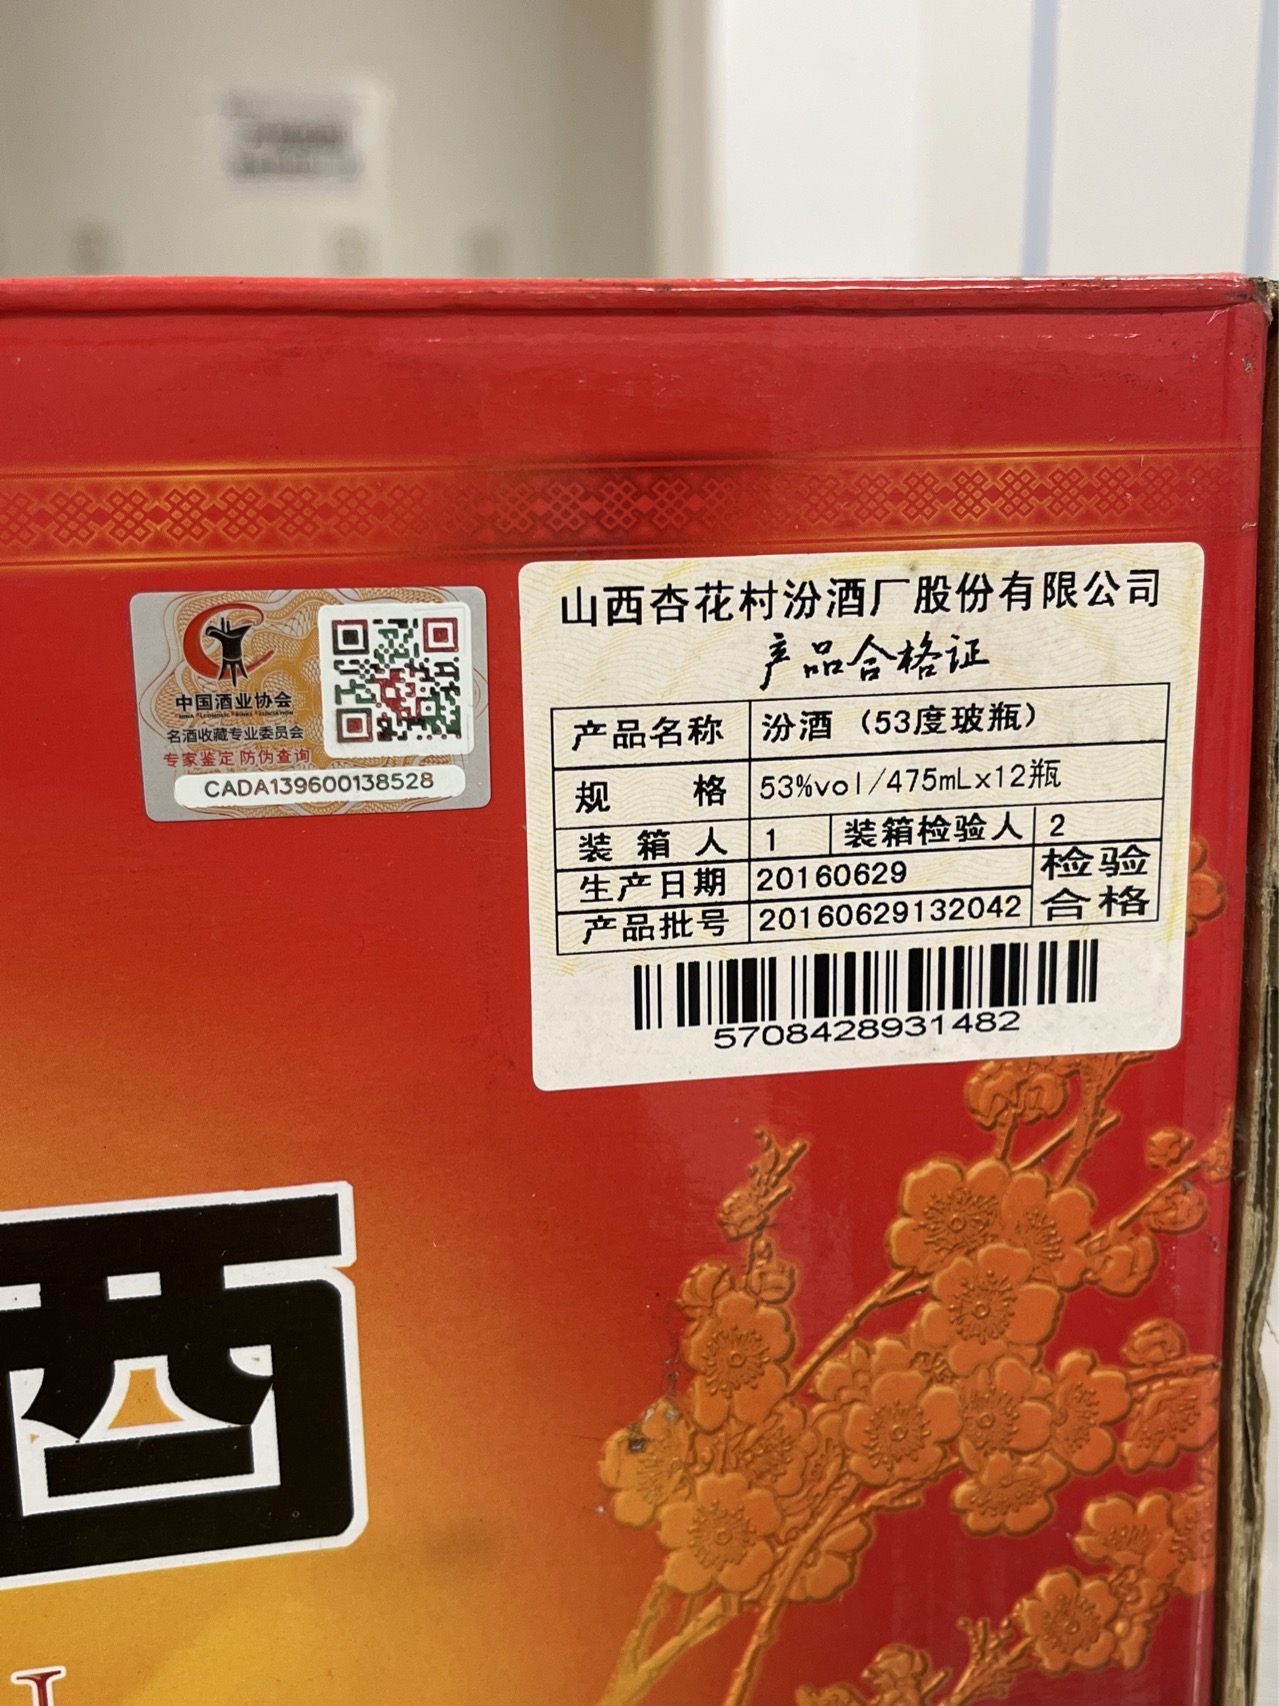 中国酒业协会
名酒收藏专业委员会
专家鉴定 防伪查询
CADA139600138528
山西杏花村汾酒厂股份有限公司
产品合格证
产品名称 汾酒（53度玻瓶）
规 格 53%vol/475mLx12瓶
装 箱 人 1 装箱检验人 2
生产日期 20160629 检验
产品批号 20160629132042 合格
5708428931482